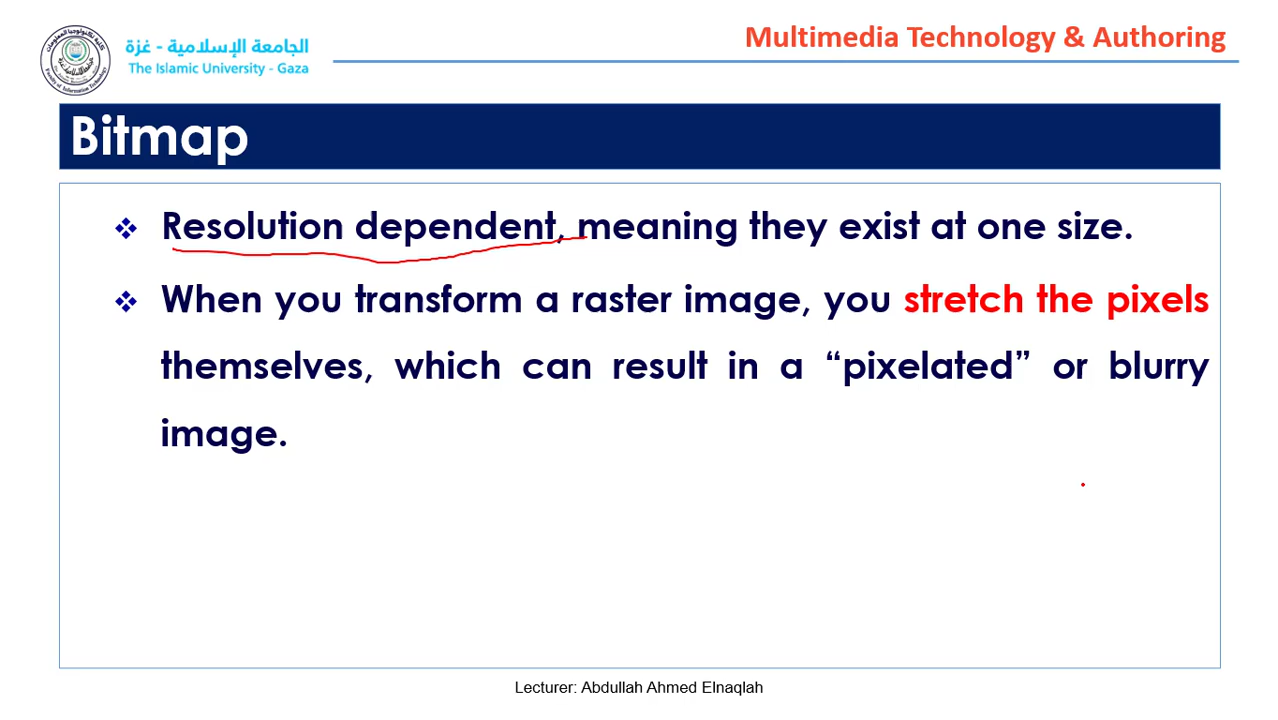 الجامعة الإسلامية - غزة
The Islamic University - Gaza
Multimedia Technology & Authoring
Bitmap
❖ Resolution dependent, meaning they exist at one size.
❖ When you transform a raster image, you stretch the pixels
themselves, which can result in a “pixelated” or blurry
image.
Lecturer: Abdullah Ahmed Elnaqlah